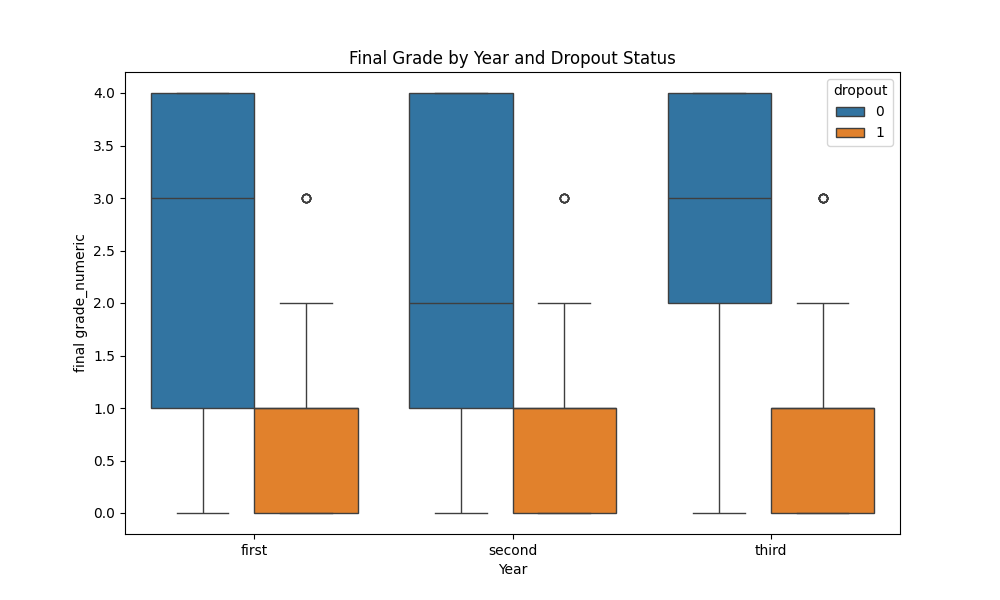 Final Grade by Year and Dropout Status
dropout
0
1
4.0
3.5
3.0
2.5
2.0
1.5
1.0
0.5
0.0
final grade_numeric
first second third
Year